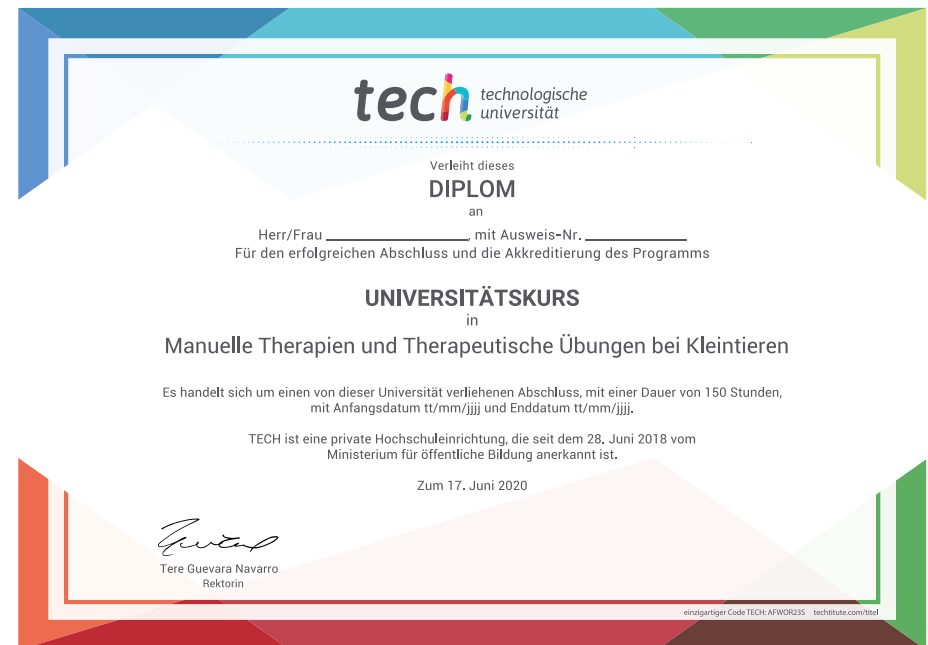 tech technologische
universität
Verleiht dieses
DIPLOM
an
Herr/Frau ____________, mit Ausweis-Nr. ____________
Für den erfolgreichen Abschluss und die Akkreditierung des Programms
UNIVERSITÄTSKURS
in
Manuelle Therapien und Therapeutische Übungen bei Kleintieren
Es handelt sich um einen von dieser Universität verliehenen Abschluss, mit einer Dauer von 150 Stunden,
mit Anfangsdatum tt/mm/jjjj und Enddatum tt/mm/jjjj.
TECH ist eine private Hochschuleinrichtung, die seit dem 28. Juni 2018 vom
Ministerium für öffentliche Bildung anerkannt ist.
Zum 17. Juni 2020
Tere Guevara Navarro
Rektorin
einzigartiger Code TECH: AFWOR23S techtitute.com/titel